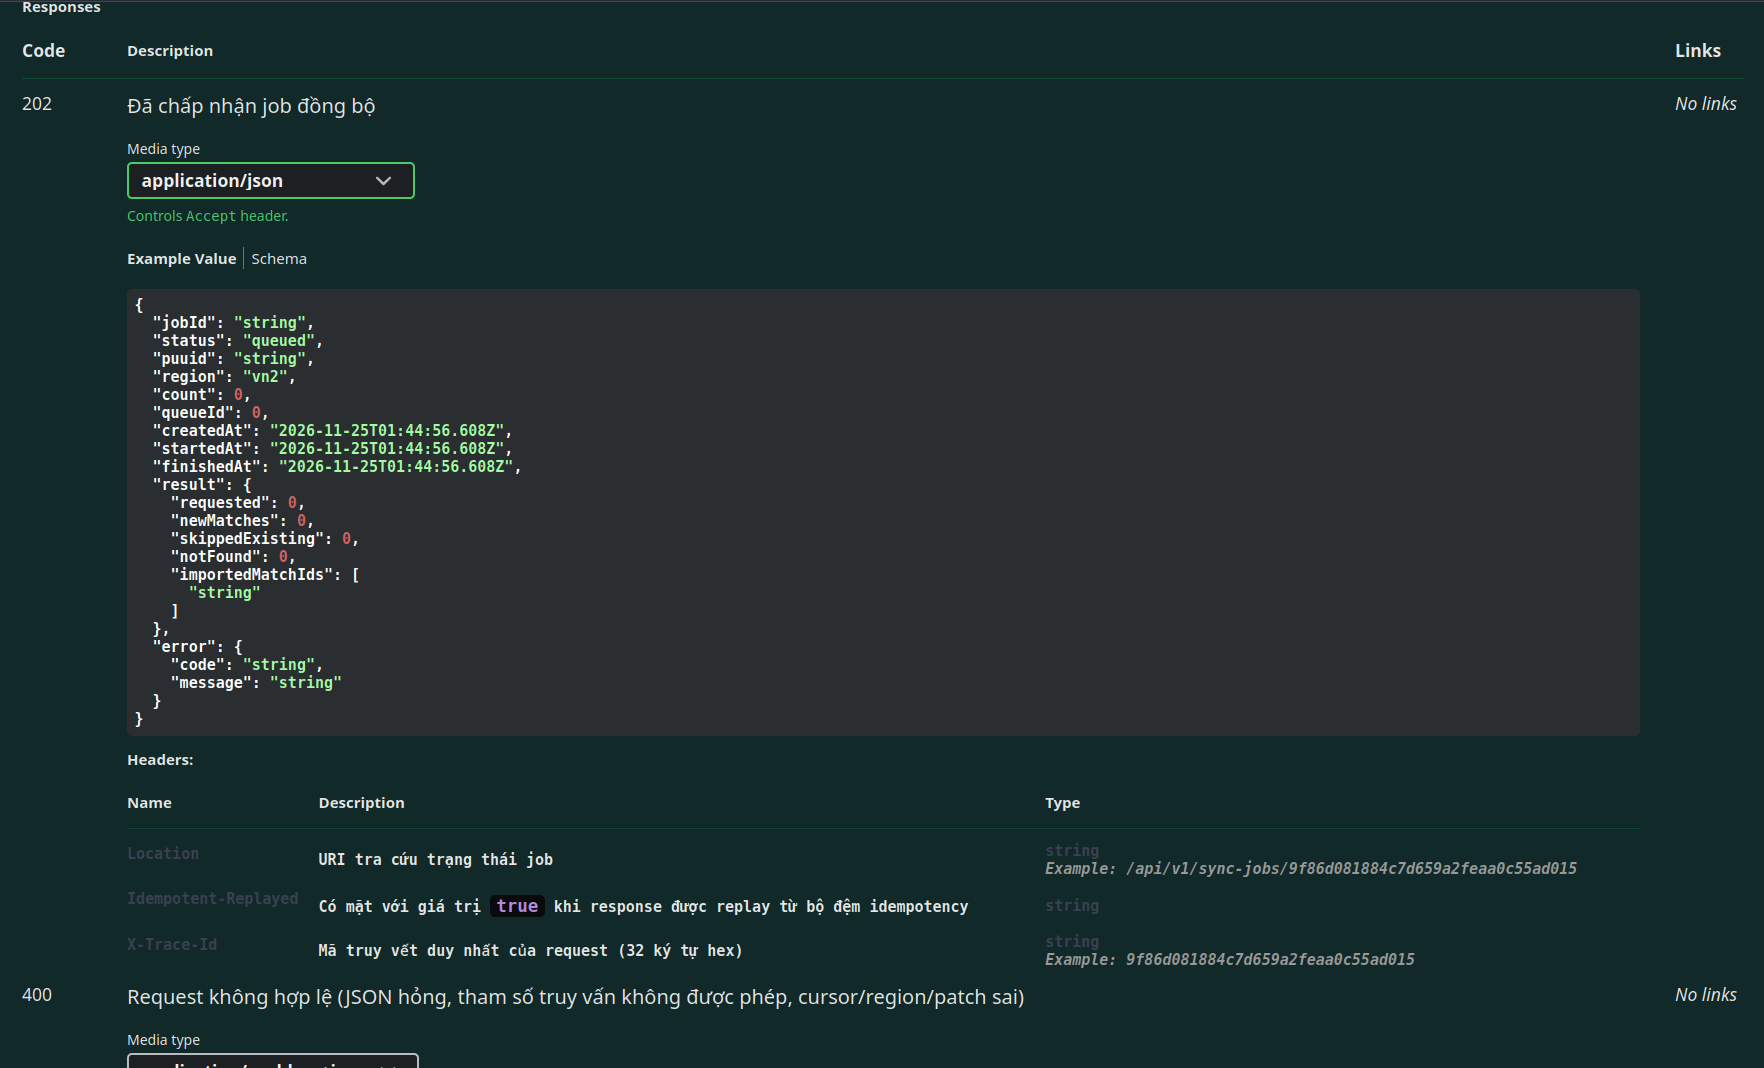 Responses
Code Description Links
202 Đã chấp nhận job đồng bộ No links
Media type
application/json
Controls Accept header.
Example Value Schema
{
  "jobId": "string",
  "status": "queued",
  "puuid": "string",
  "region": "vn2",
  "count": 0,
  "queueId": 0,
  "createdAt": "2026-11-25T01:44:56.608Z",
  "startedAt": "2026-11-25T01:44:56.608Z",
  "finishedAt": "2026-11-25T01:44:56.608Z",
  "result": {
    "requested": 0,
    "newMatches": 0,
    "skippedExisting": 0,
    "notFound": 0,
    "importedMatchIds": [
      "string"
    ]
  },
  "error": {
    "code": "string",
    "message": "string"
  }
}
Headers:
Name Description Type
Location URI tra cứu trạng thái job string
Example: /api/v1/sync-jobs/9f86d081884c7d659a2feaa0c55ad015
Idempotent-Replayed Có mặt với giá trị true khi response được replay từ bộ đệm idempotency string
X-Trace-Id Mã truy vết duy nhất của request (32 ký tự hex) string
Example: 9f86d081884c7d659a2feaa0c55ad015
400 Request không hợp lệ (JSON hỏng, tham số truy vấn không được phép, cursor/region/patch sai) No links
Media type